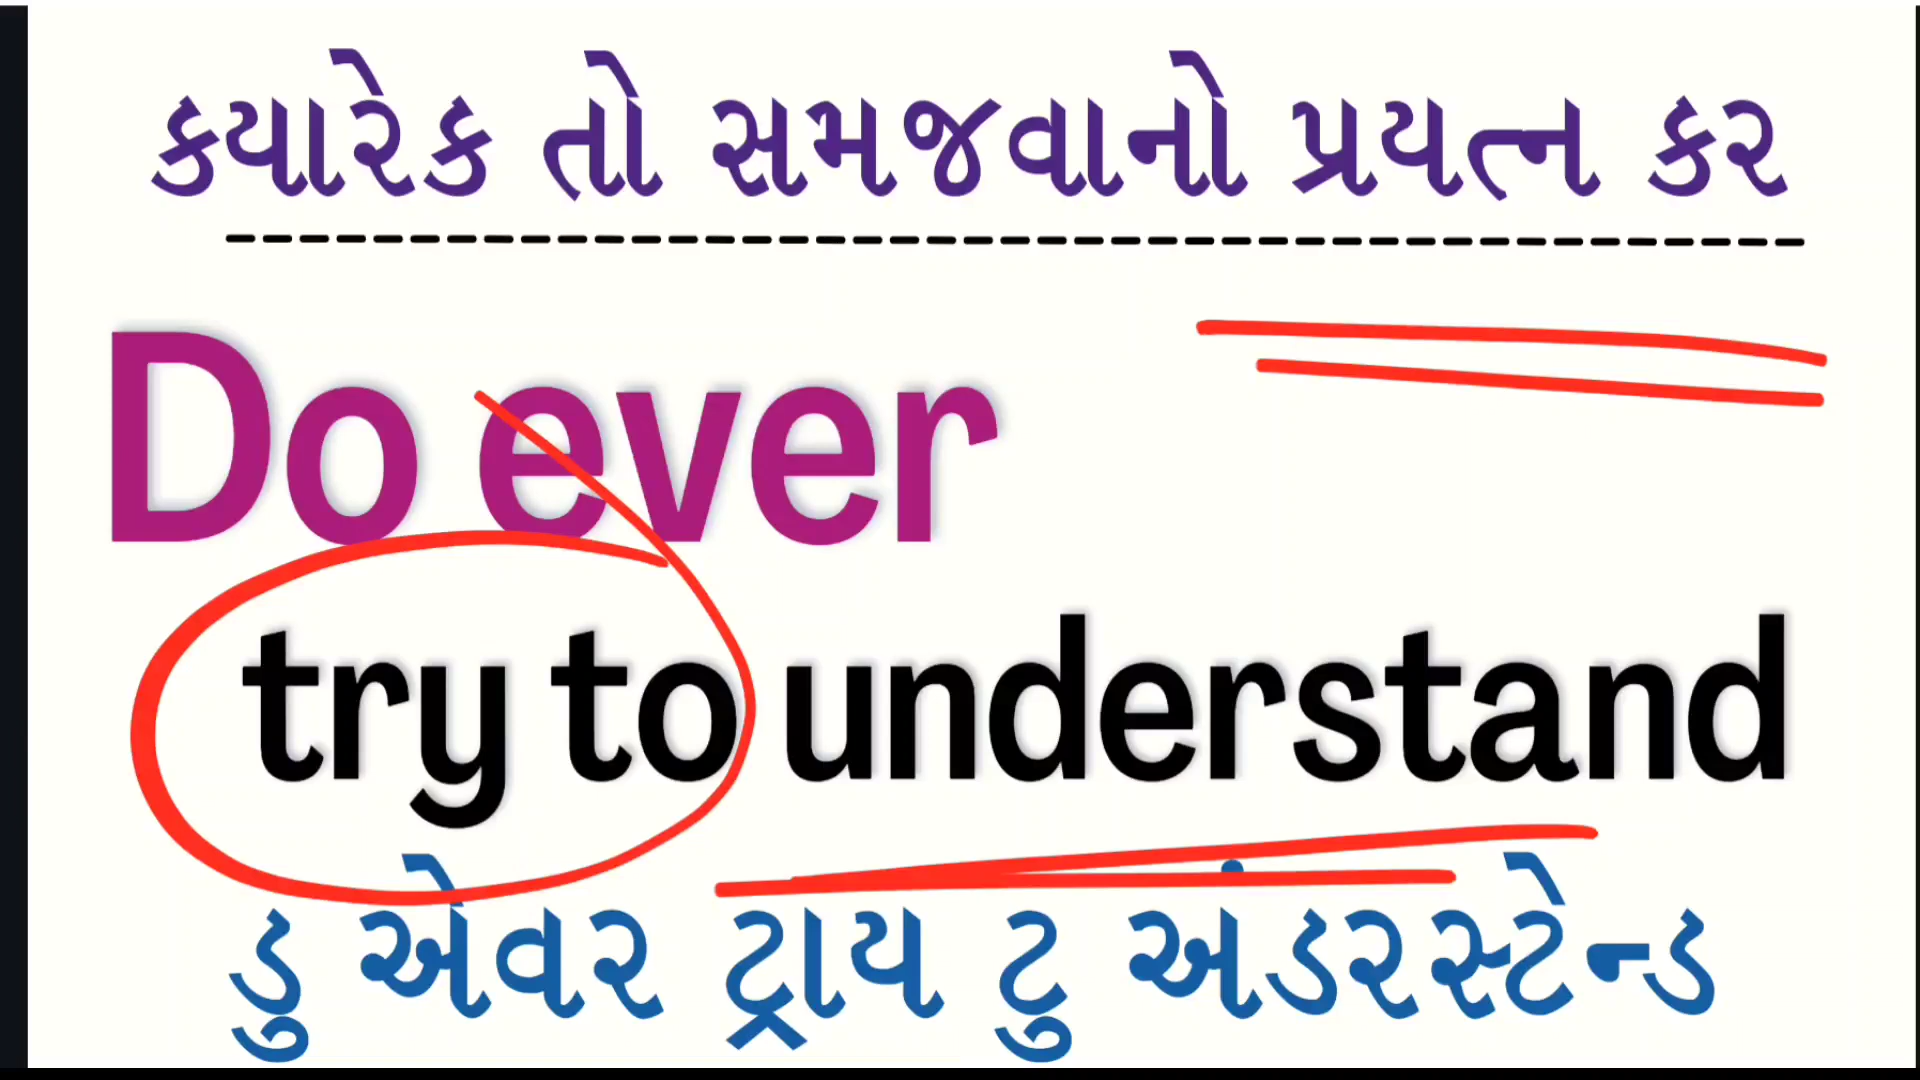 ક્યારેક તો સમજવાનો પ્રયત્ન કર
Do ever
try to understand
ડુ એવર ટ્રાય ટુ અંડરસ્ટેન્ડ